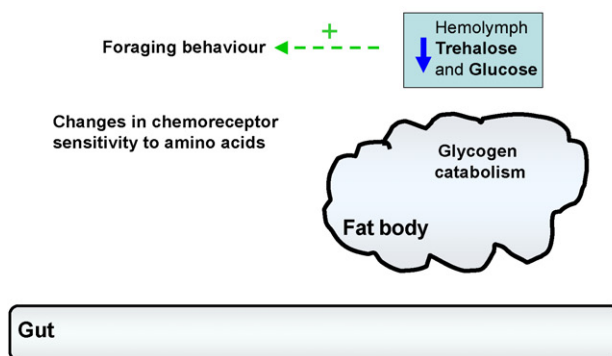 +
Foraging behaviour
Hemolymph
Trehalose
and Glucose
Changes in chemoreceptor
sensitivity to amino acids
Glycogen
catabolism
Fat body
Gut